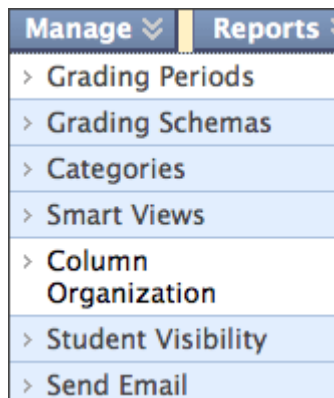 Manage Reports
Grading Periods
Grading Schemas
Categories
Smart Views
Column
Organization
Student Visibility
Send Email